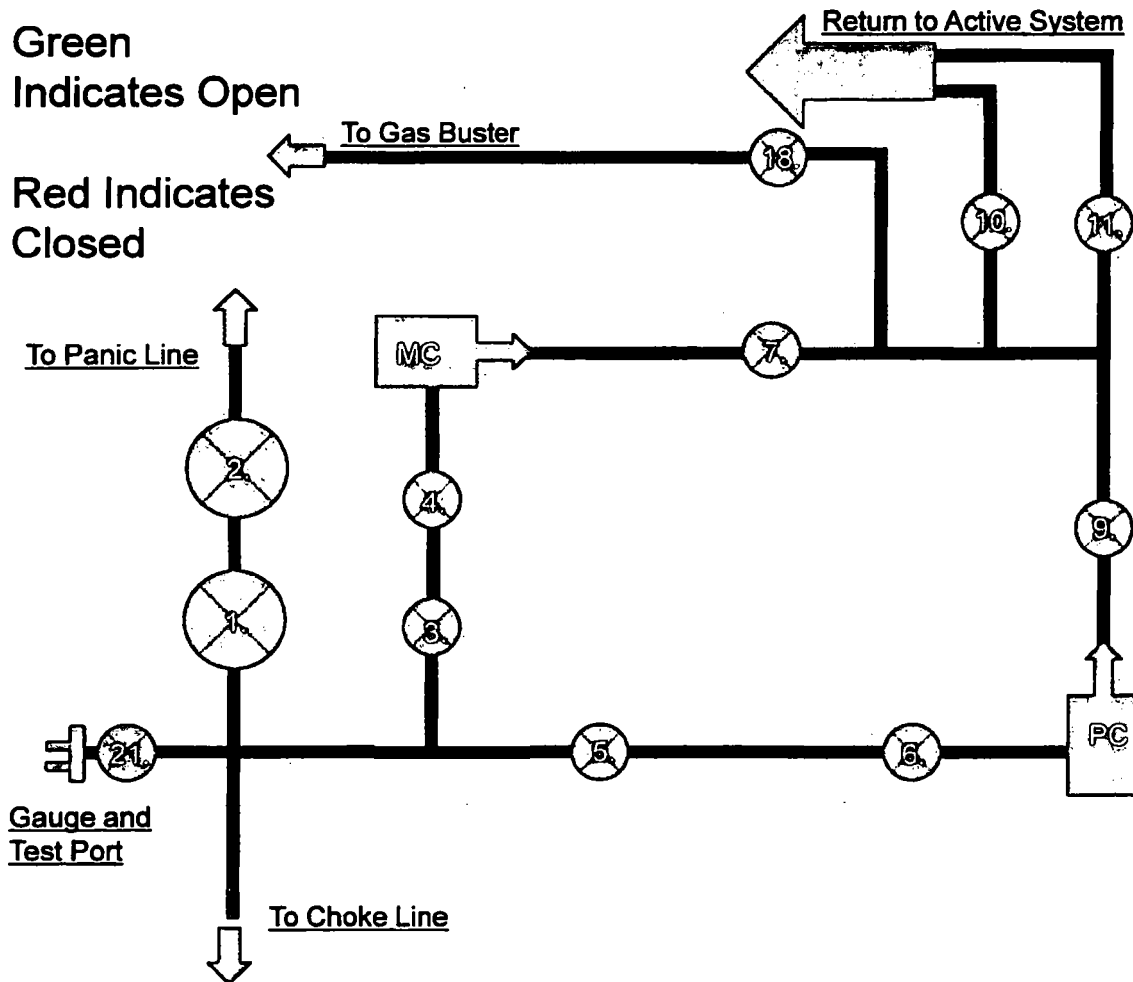 Green
Indicates Open
Red Indicates
Closed
Return to Active System
To Gas Buster
18.
10.
11.
To Panic Line
MC
7.
2.
4.
9.
1.
3.
21.
5.
6.
PC
Gauge and
Test Port
To Choke Line